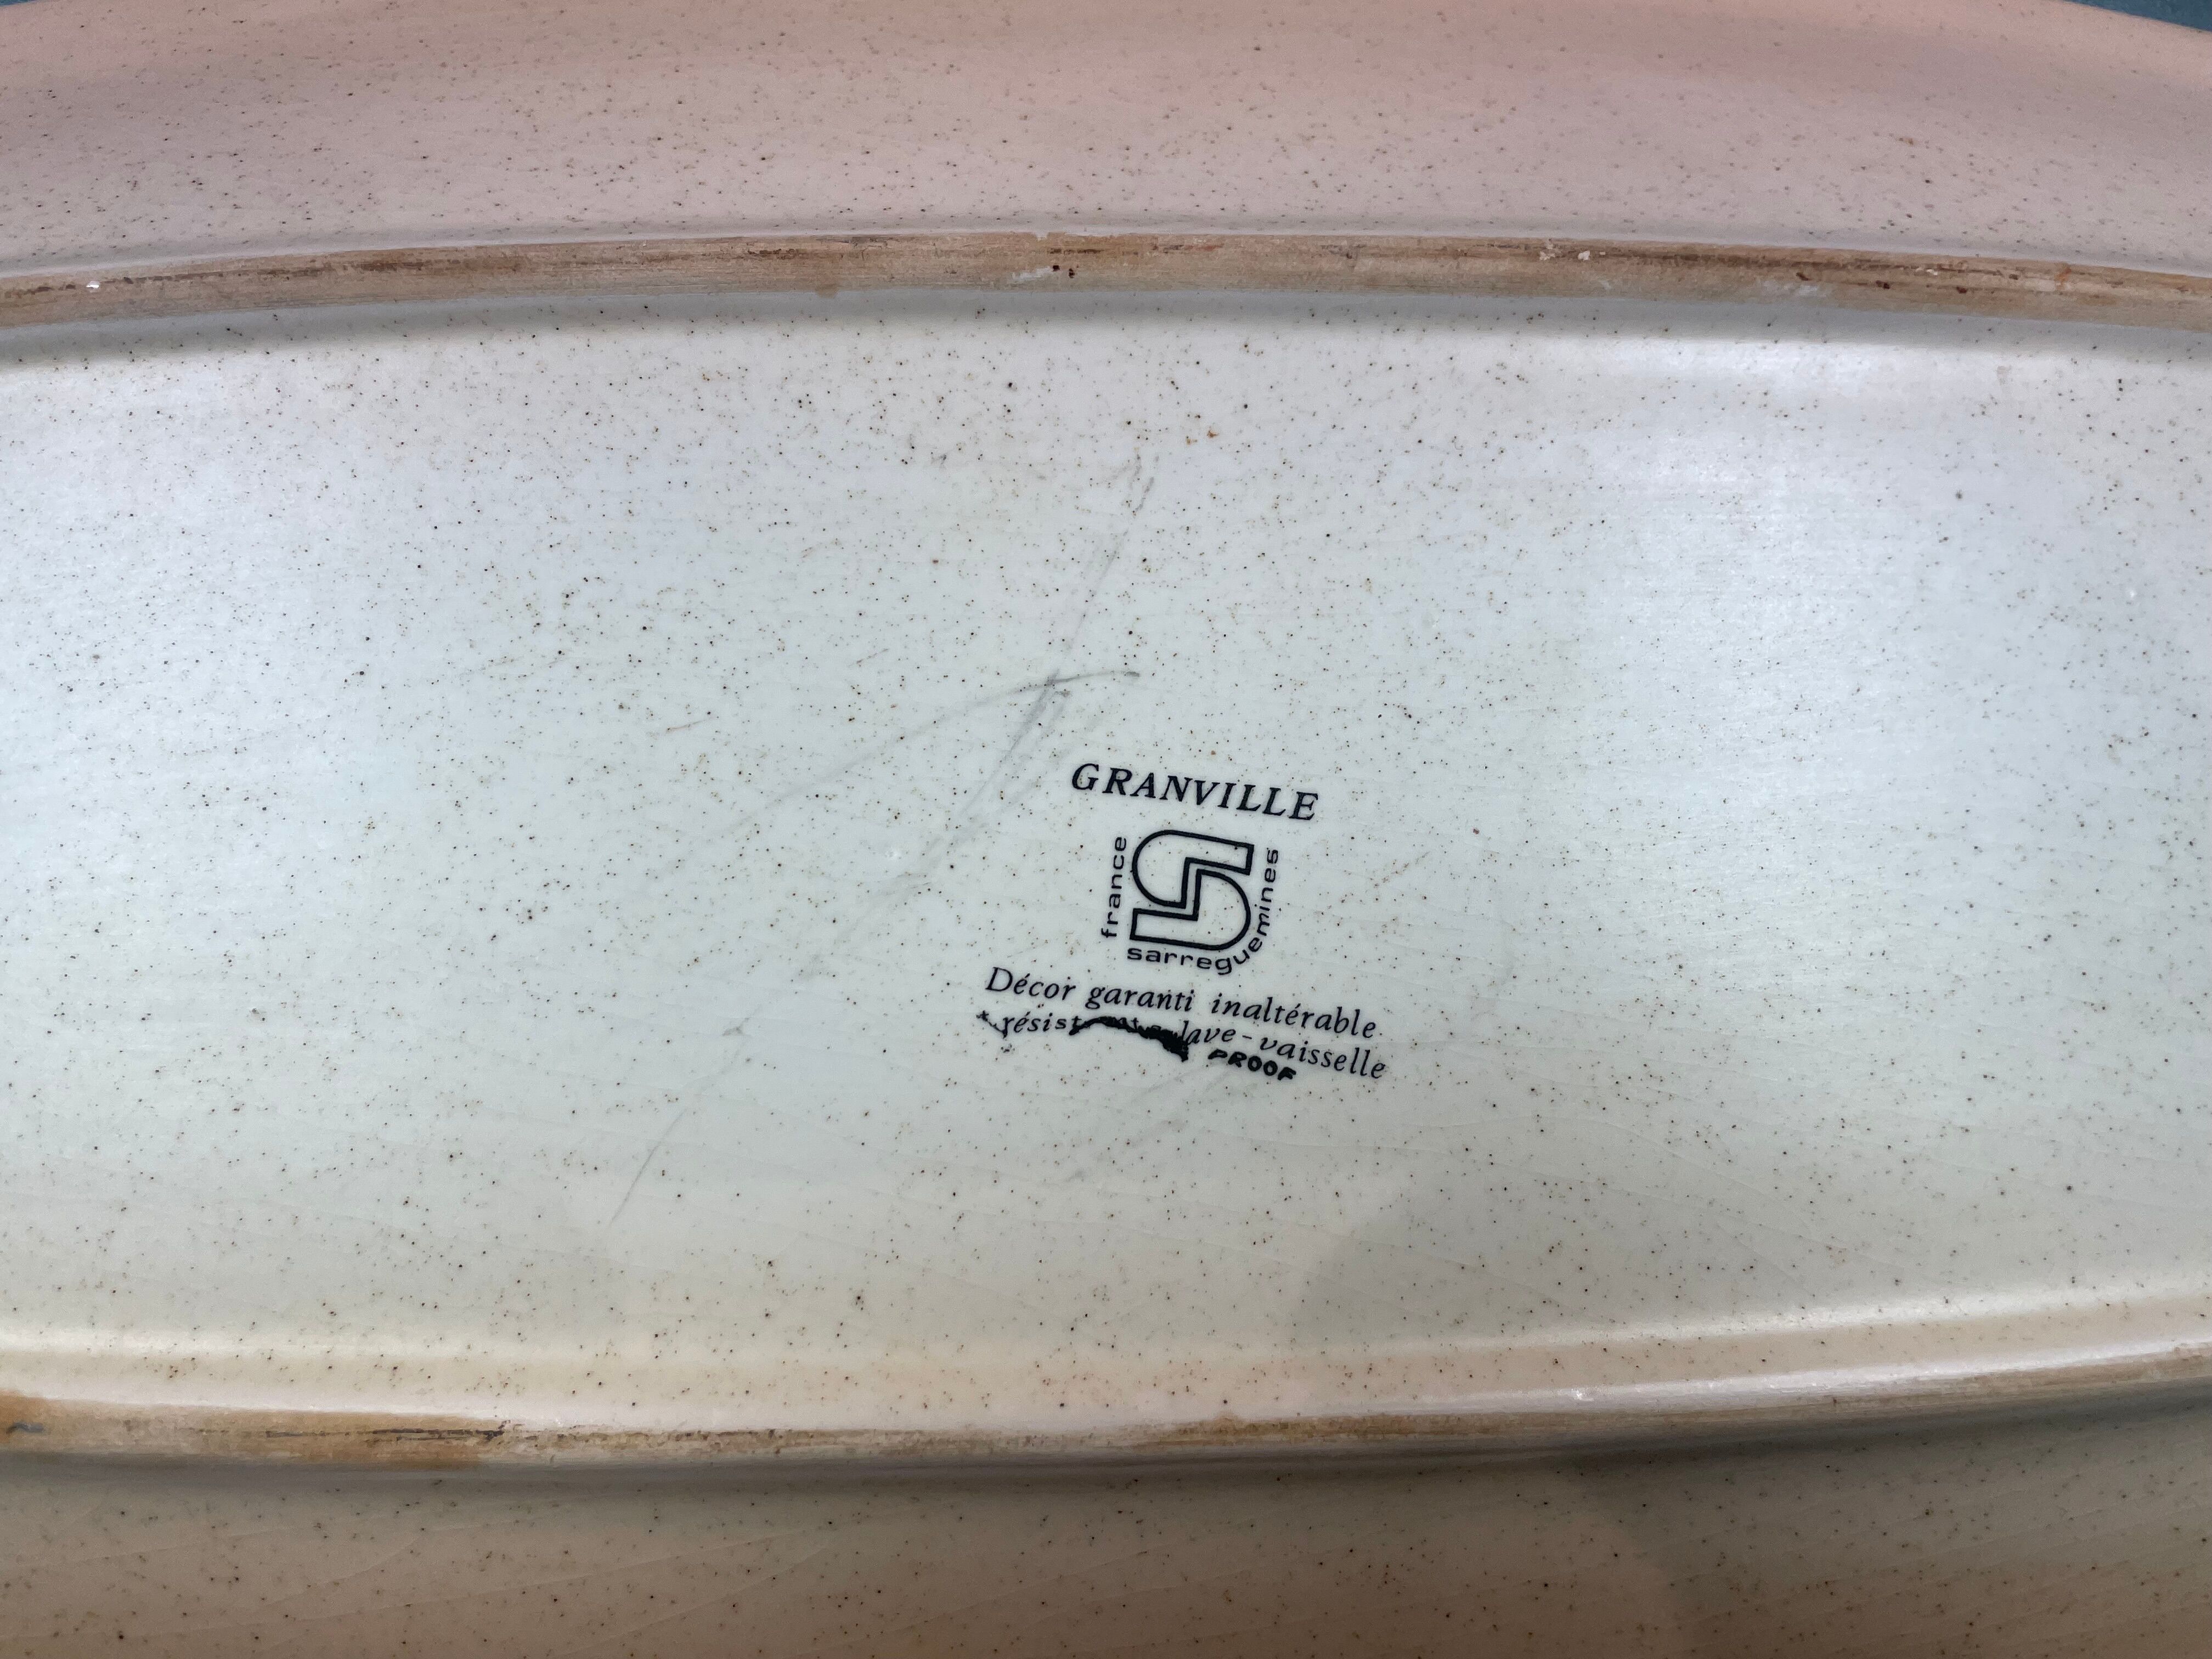 GRANVILLE
france
sarreguemines
Décor garanti inaltérable
lave-vaisselle
PROOF